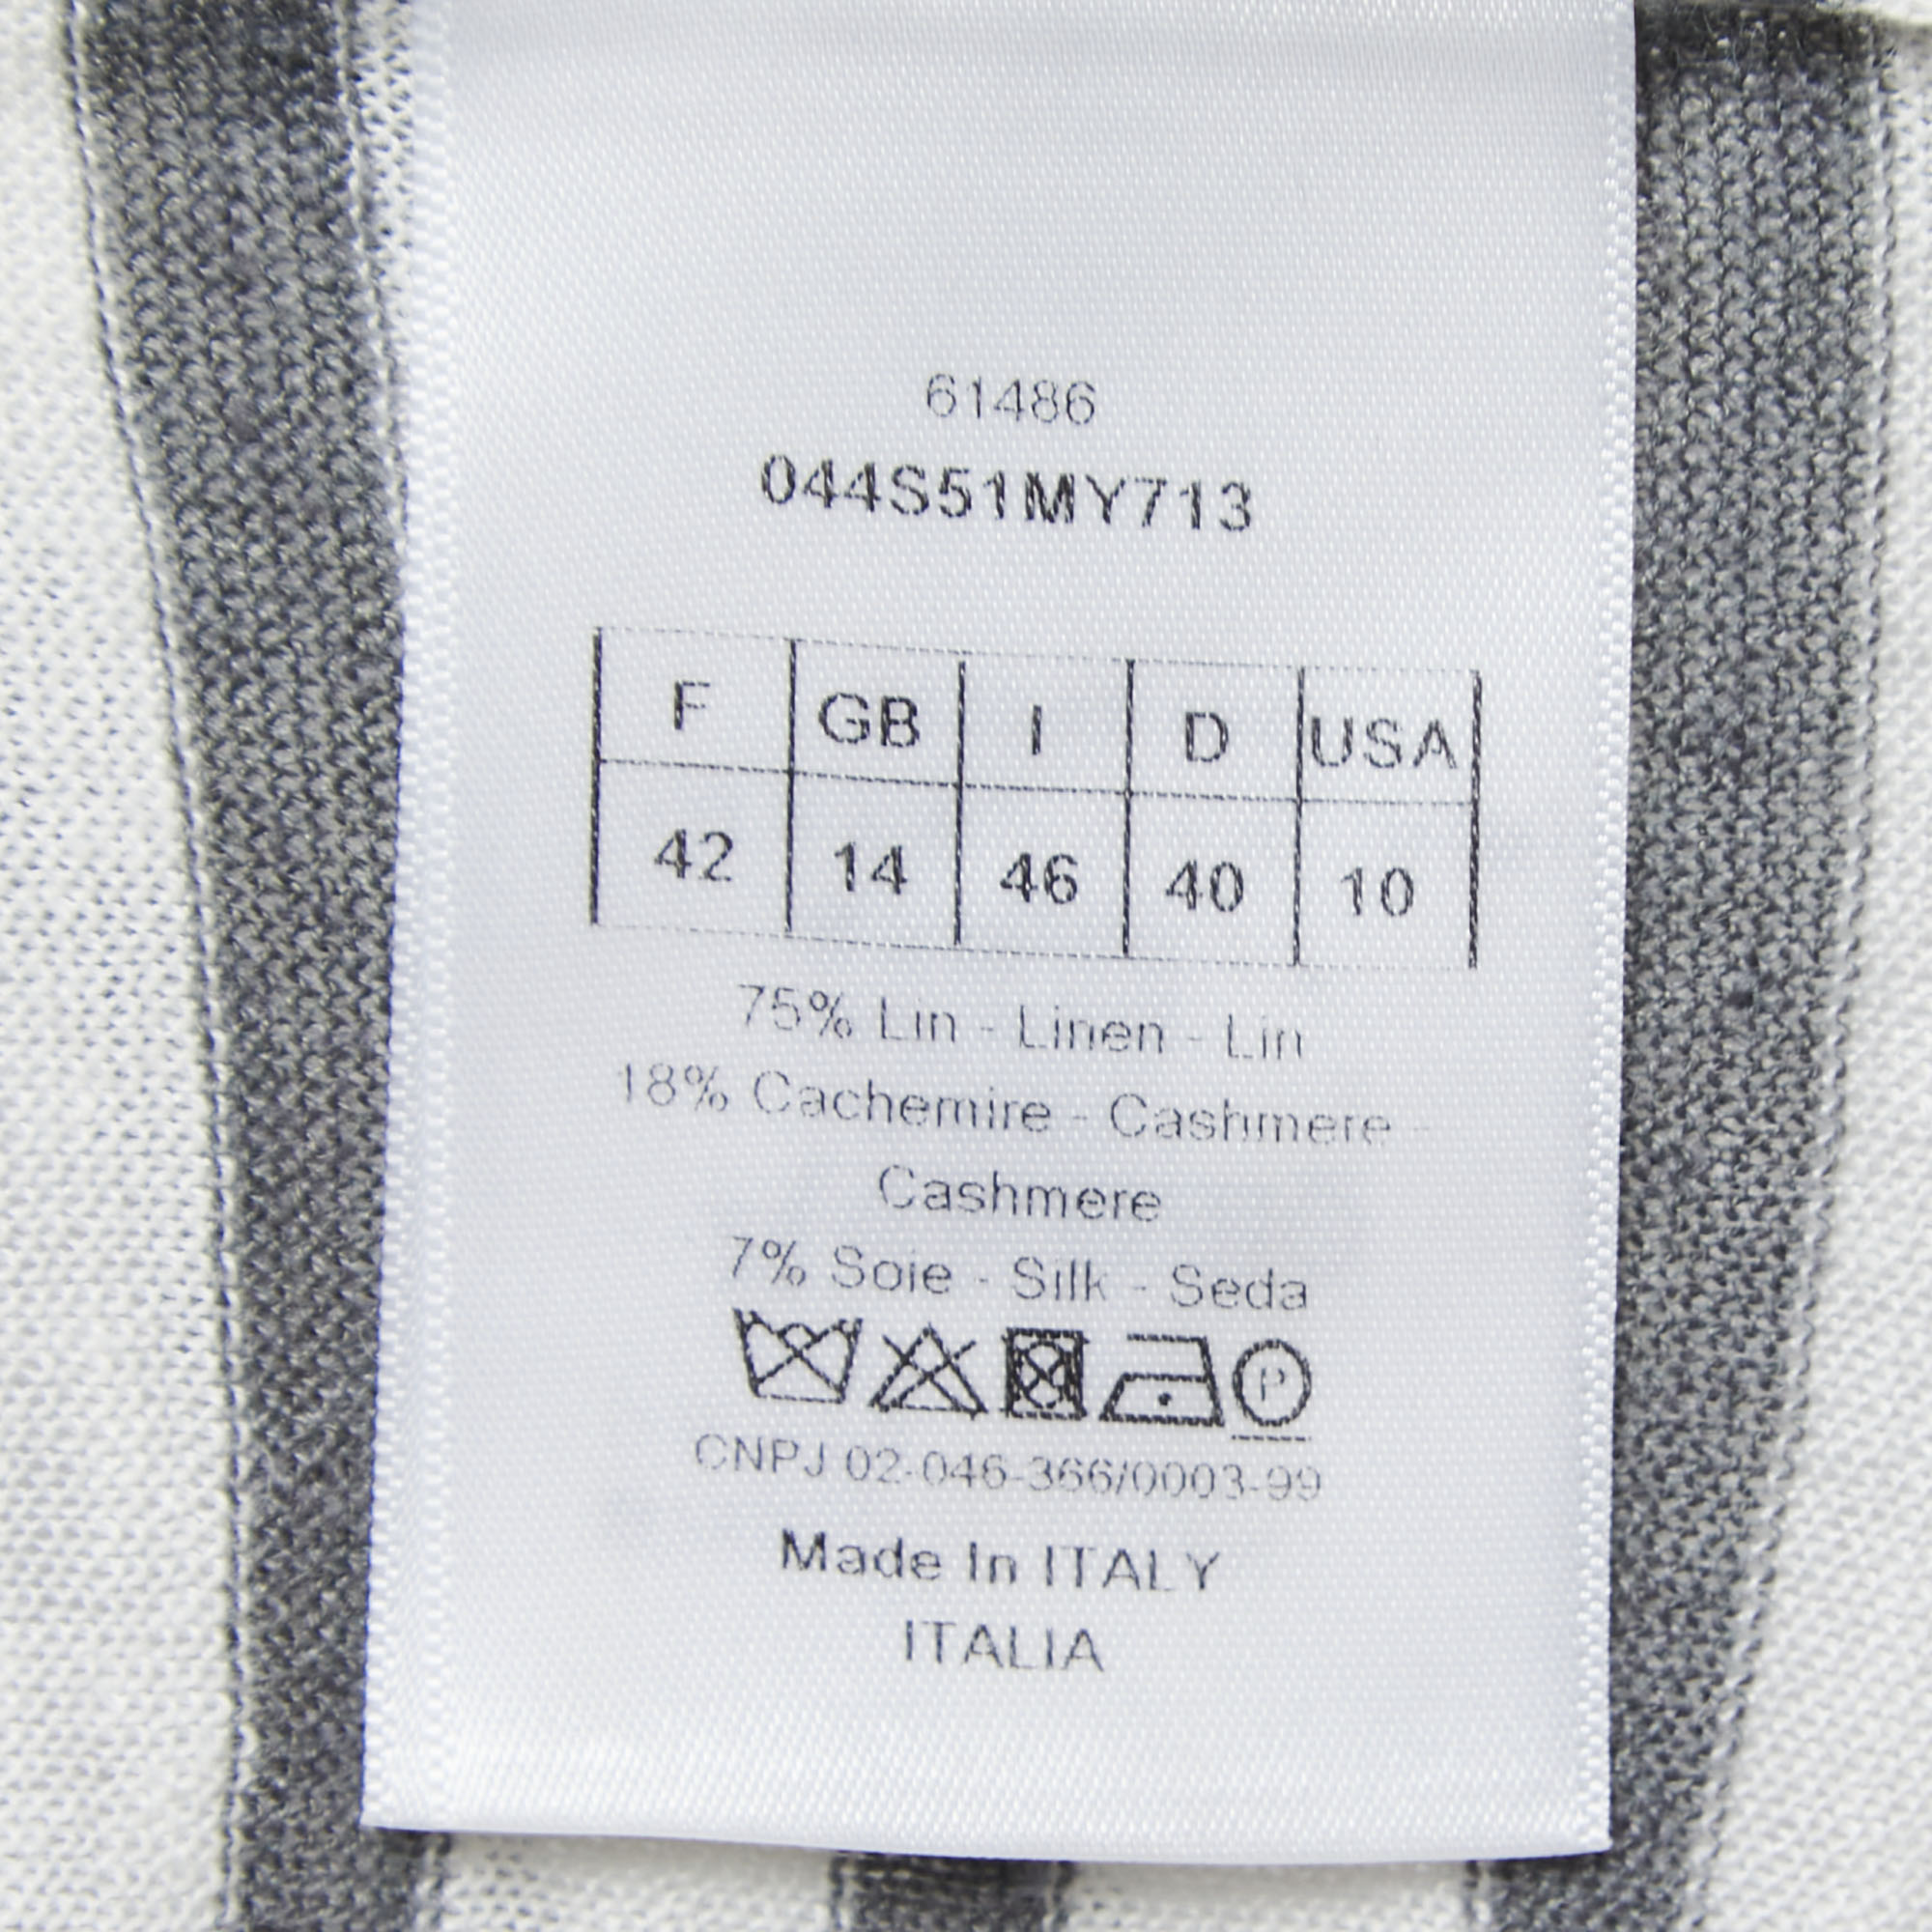 61486
044S51MY713
F GB I D USA
42 14 46 40 10
75% Lin - Linen - Lin
18% Cachemire - Cashmere -
Cashmere
7% Soie - Silk - Seda
P
CNPJ 02-046-366/0003-99
Made In ITALY
ITALIA